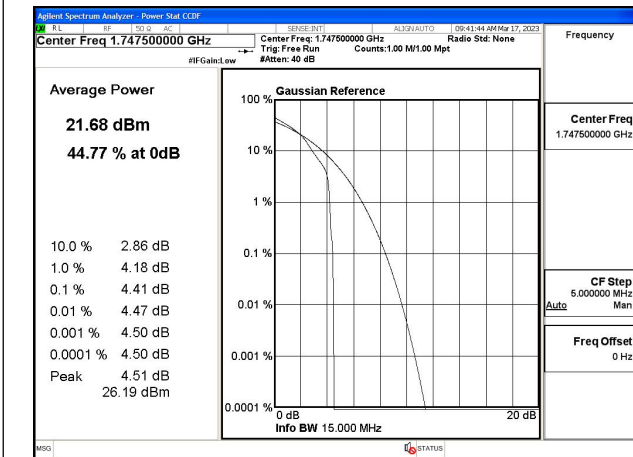 Agilent Spectrum Analyzer - Power Stat CCDF
RL RF 50 Ω AC SENSE:INT ALIGN AUTO 09:41:44 AM Mar 17, 2023
Center Freq 1.747500000 GHz
Center Freq: 1.747500000 GHz Radio Std: None
Trig: Free Run Counts:1.00 M/1.00 Mpt
#IFGain:Low #Atten: 40 dB
Frequency
Average Power
21.68 dBm
44.77 % at 0dB
10.0 % 2.86 dB
1.0 % 4.18 dB
0.1 % 4.41 dB
0.01 % 4.47 dB
0.001 % 4.50 dB
0.0001 % 4.50 dB
Peak 4.51 dB
26.19 dBm
Gaussian Reference
100 %
10 %
1 %
0.1 %
0.01 %
0.001 %
0.0001 %
0 dB 20 dB
Info BW 15.000 MHz
Center Freq
1.747500000 GHz
CF Step
5.000000 MHz
Auto Man
Freq Offset
0 Hz
MSG STATUS